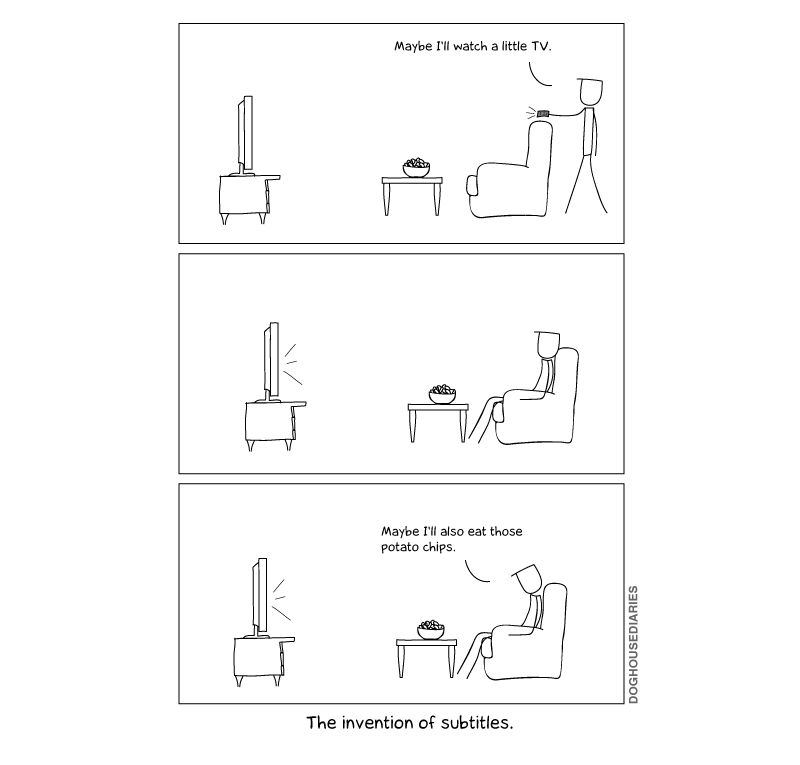 Maybe I'll watch a little TV.
Maybe I'll also eat those
potato chips.
DOGHOUSEDIARIES
The invention of subtitles.